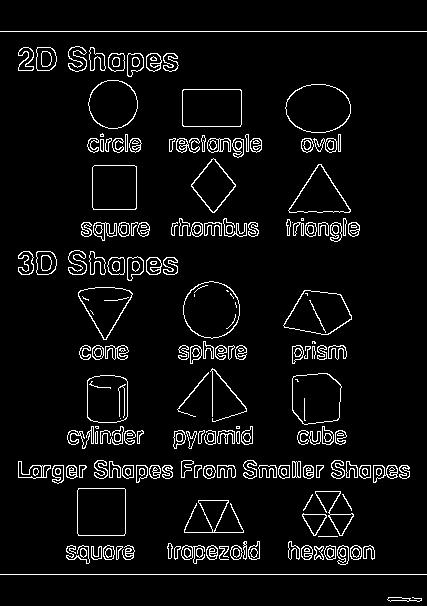 2D Shapes
circle rectangle oval
square rhombus triangle
3D Shapes
cone sphere prism
cylinder pyramid cube
Larger Shapes From Smaller Shapes
square trapezoid hexagon